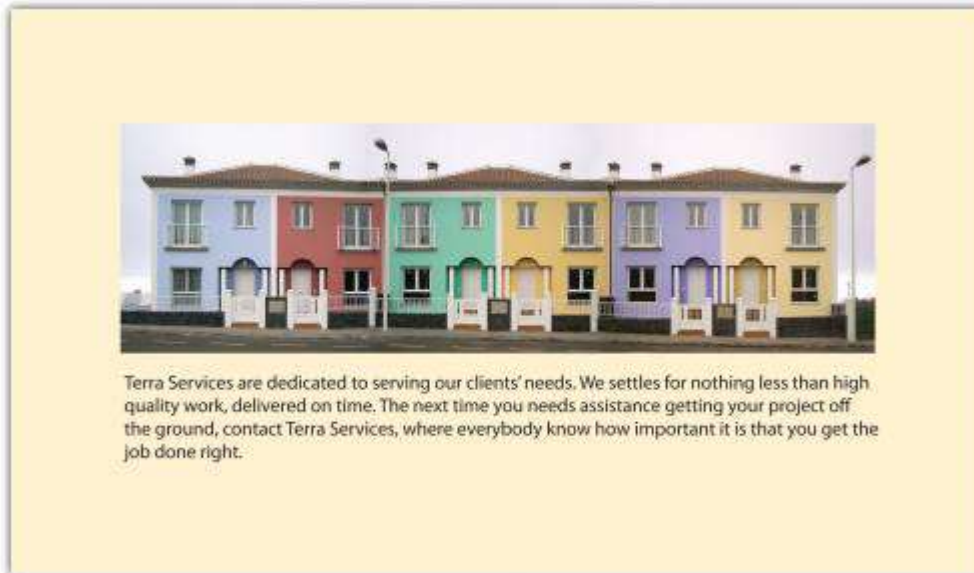 Terra Services are dedicated to serving our clients' needs. We settles for nothing less than high
quality work, delivered on time. The next time you needs assistance getting your project off
the ground, contact Terra Services, where everybody know how important it is that you get the
job done right.